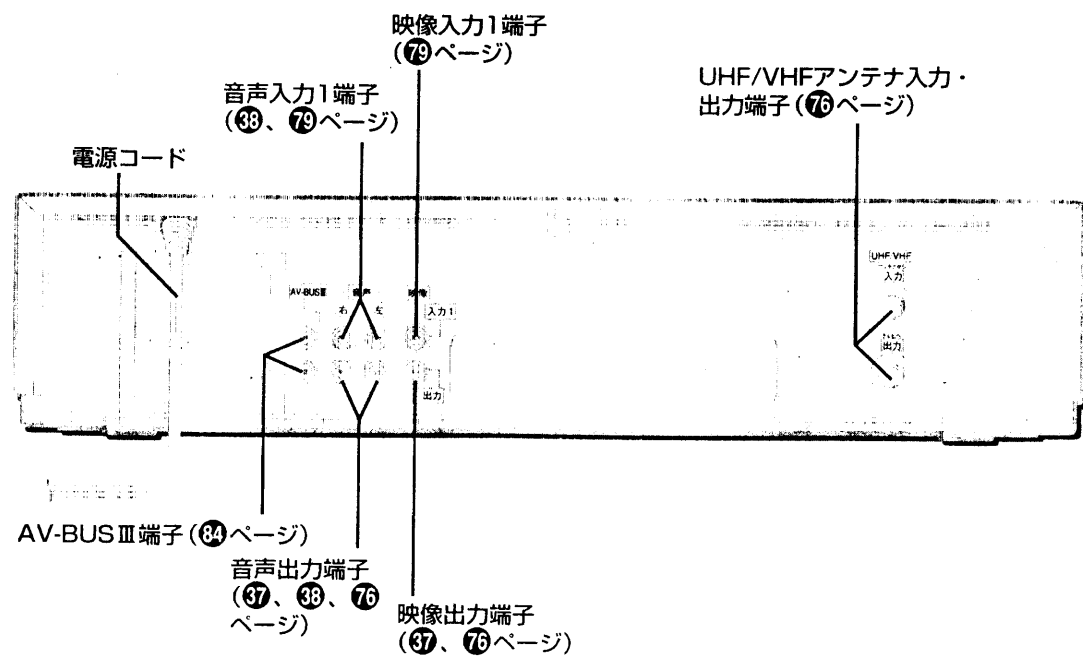 映像入力1端子
(79ページ)
音声入力1端子
(38、79ページ)
UHF/VHFアンテナ入力・
出力端子(76ページ)
電源コード
UHF/VHF
入力
AV-BUSⅢ 音声 映像
右 左 入力1
出力
出力
AV-BUSⅢ端子(84ページ)
音声出力端子
(37、38、76
ページ)
映像出力端子
(37、76ページ)